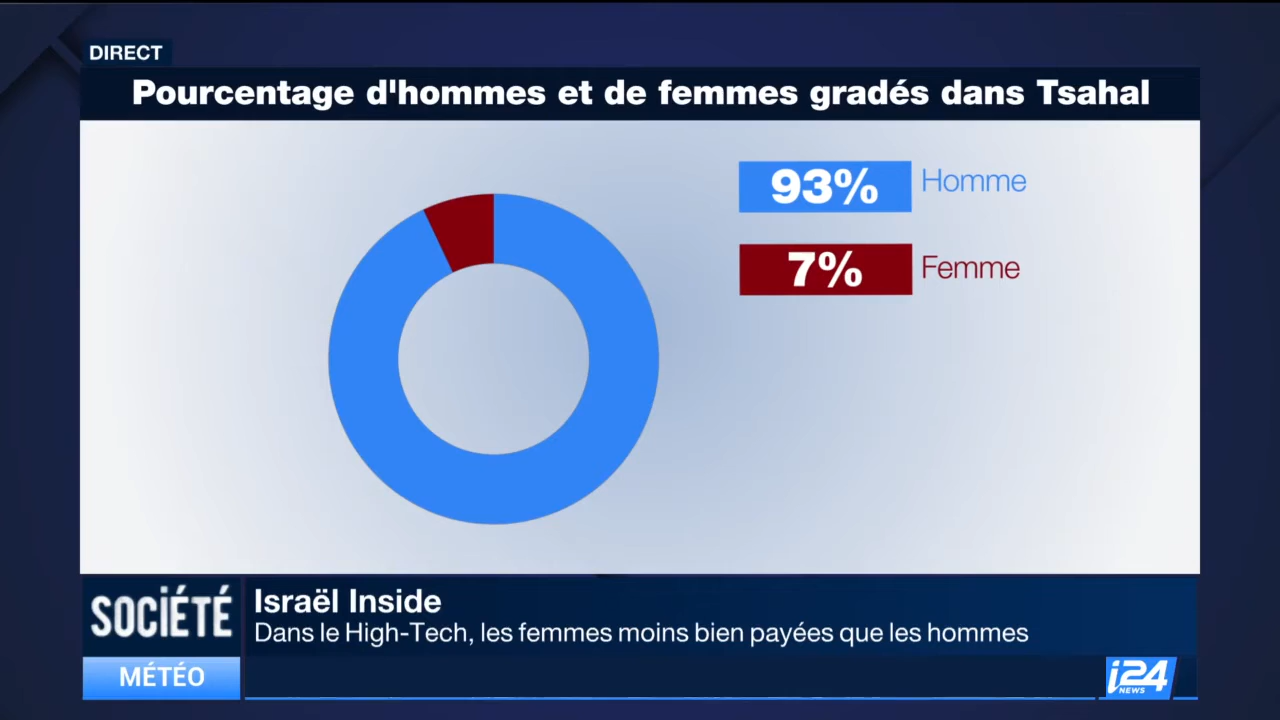 DIRECT
Pourcentage d'hommes et de femmes gradés dans Tsahal
93% Homme
7% Femme
SOCiÉTÉ
Israël Inside
Dans le High-Tech, les femmes moins bien payées que les hommes
MÉTÉO
i24
NEWS